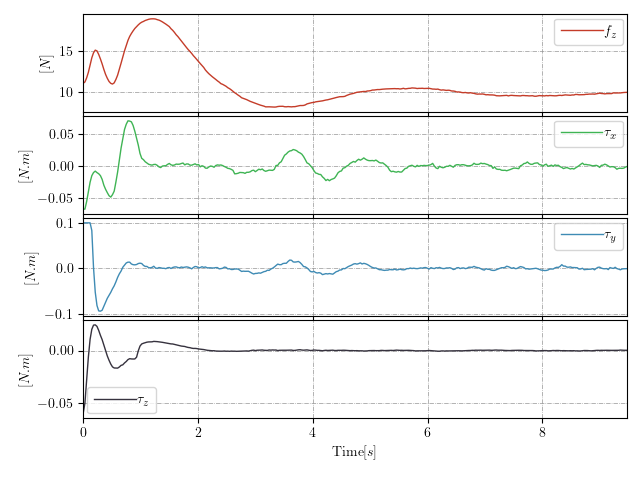 [N]
15
10
f_z
[N.m]
0.05
0.00
−0.05
τ_x
[N.m]
0.1
0.0
−0.1
τ_y
[N.m]
0.00
−0.05
τ_z
0 2 4 6 8
Time[s]